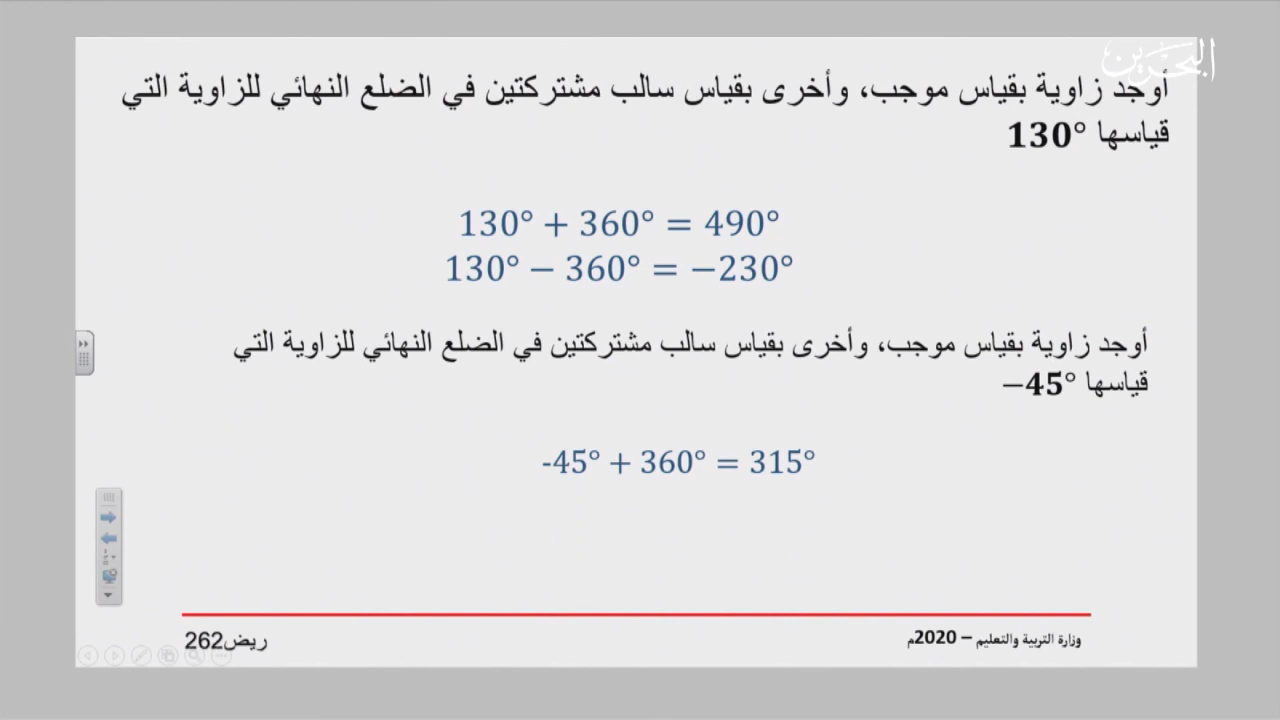 البحرين
أوجد زاوية بقياس موجب، وأخرى بقياس سالب مشتركتين في الضلع النهائي للزاوية التي
قياسها 130°
130° + 360° = 490°
130° − 360° = −230°
أوجد زاوية بقياس موجب، وأخرى بقياس سالب مشتركتين في الضلع النهائي للزاوية التي
قياسها −45°
-45° + 360° = 315°
وزارة التربية والتعليم – 2020م
ريض262